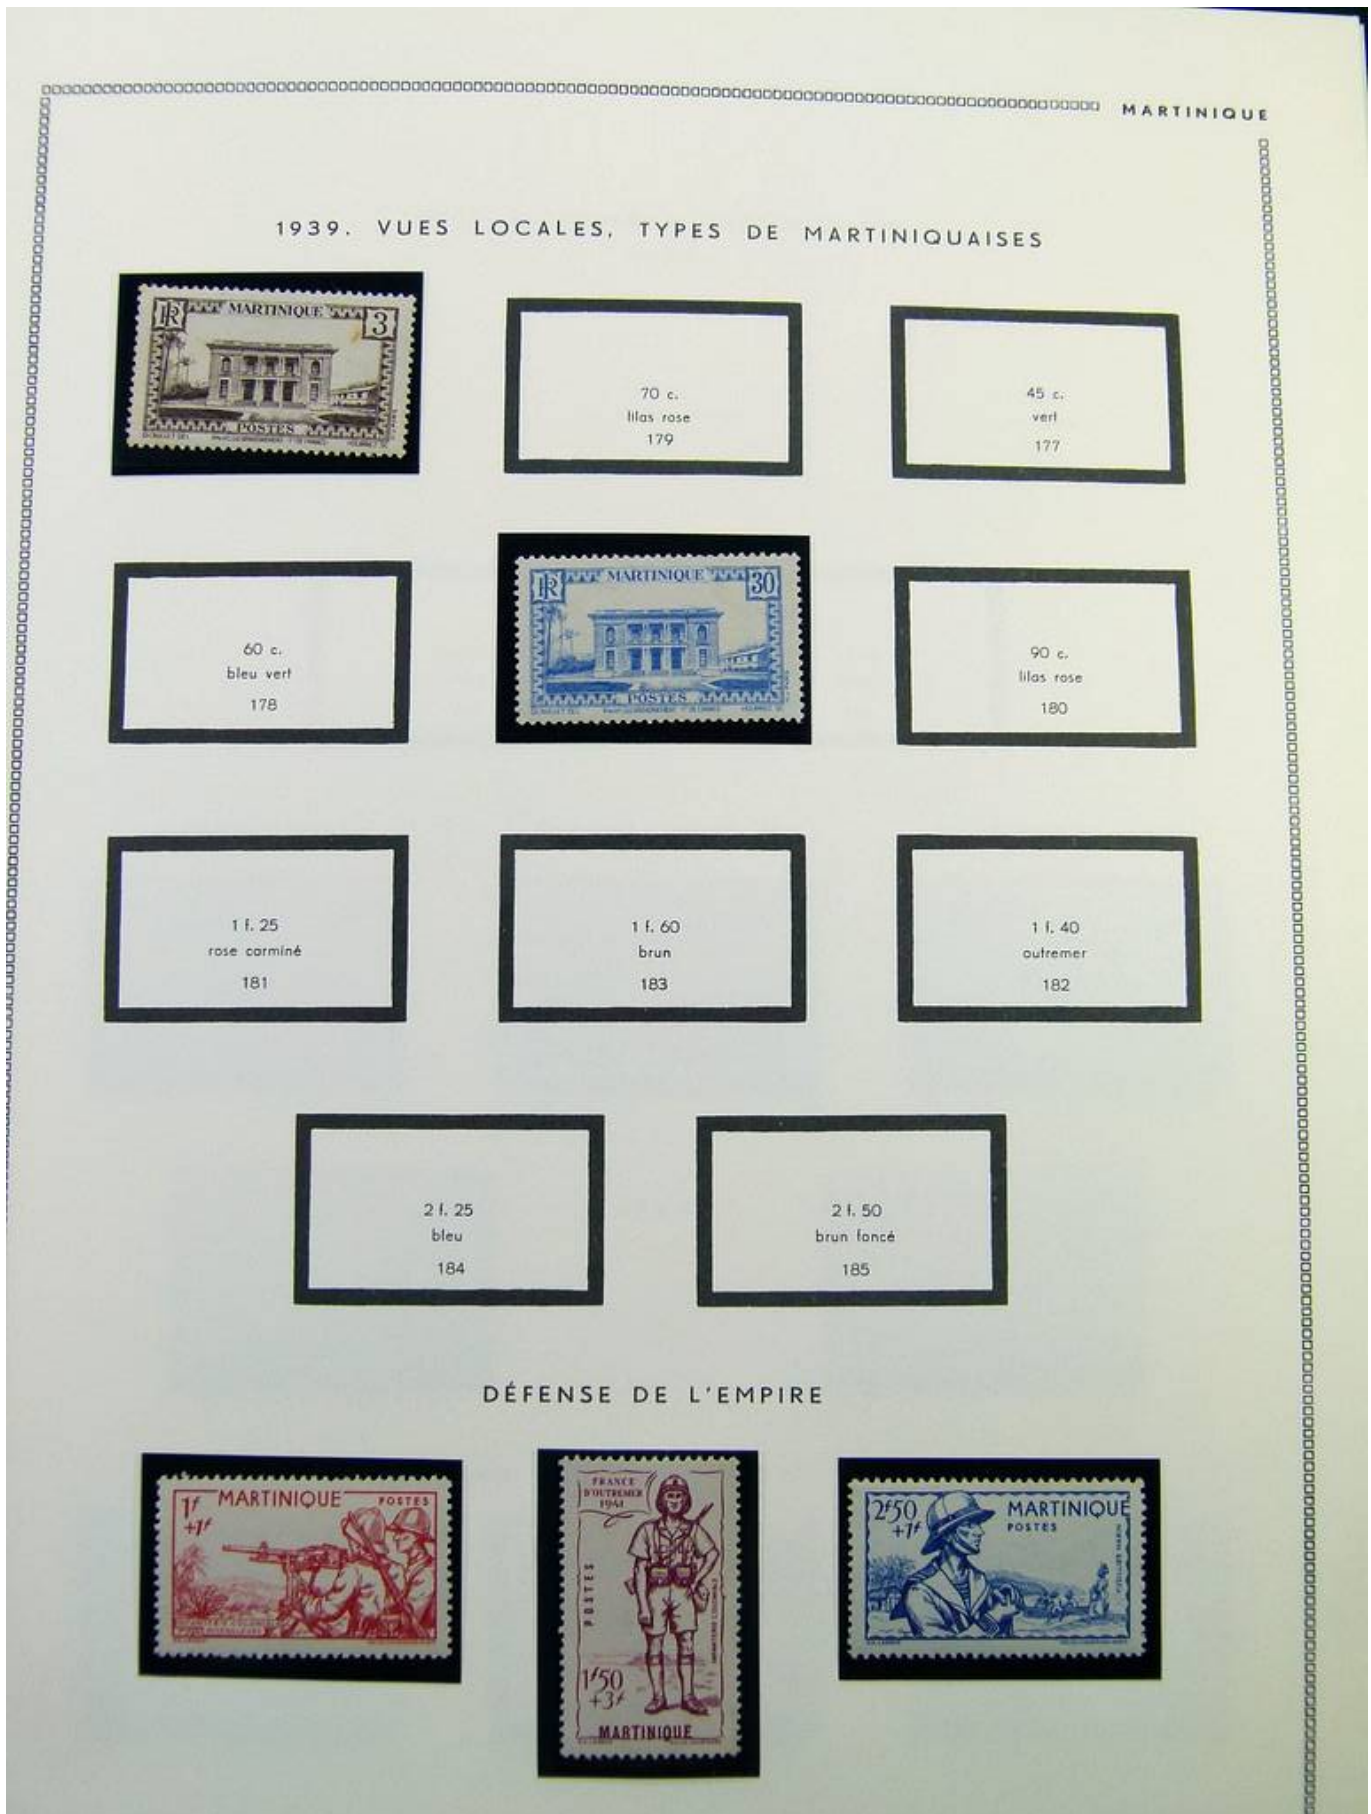 MARTINIQUE
1939. VUES LOCALES, TYPES DE MARTINIQUAISES
RF MARTINIQUE 3
POSTES
70 c.
lilas rose
179
45 c.
vert
177
60 c.
bleu vert
178
RF MARTINIQUE 30
POSTES
90 c.
lilas rose
180
1 f. 25
rose carminé
181
1 f. 60
brun
183
1 f. 40
outremer
182
2 f. 25
bleu
184
2 f. 50
brun foncé
185
DÉFENSE DE L'EMPIRE
1f MARTINIQUE POSTES
+1f
FRANCE
D'OUTREMER
1941
POSTES
1f50
+3f
MARTINIQUE
2f50 MARTINIQUE
+1f POSTES